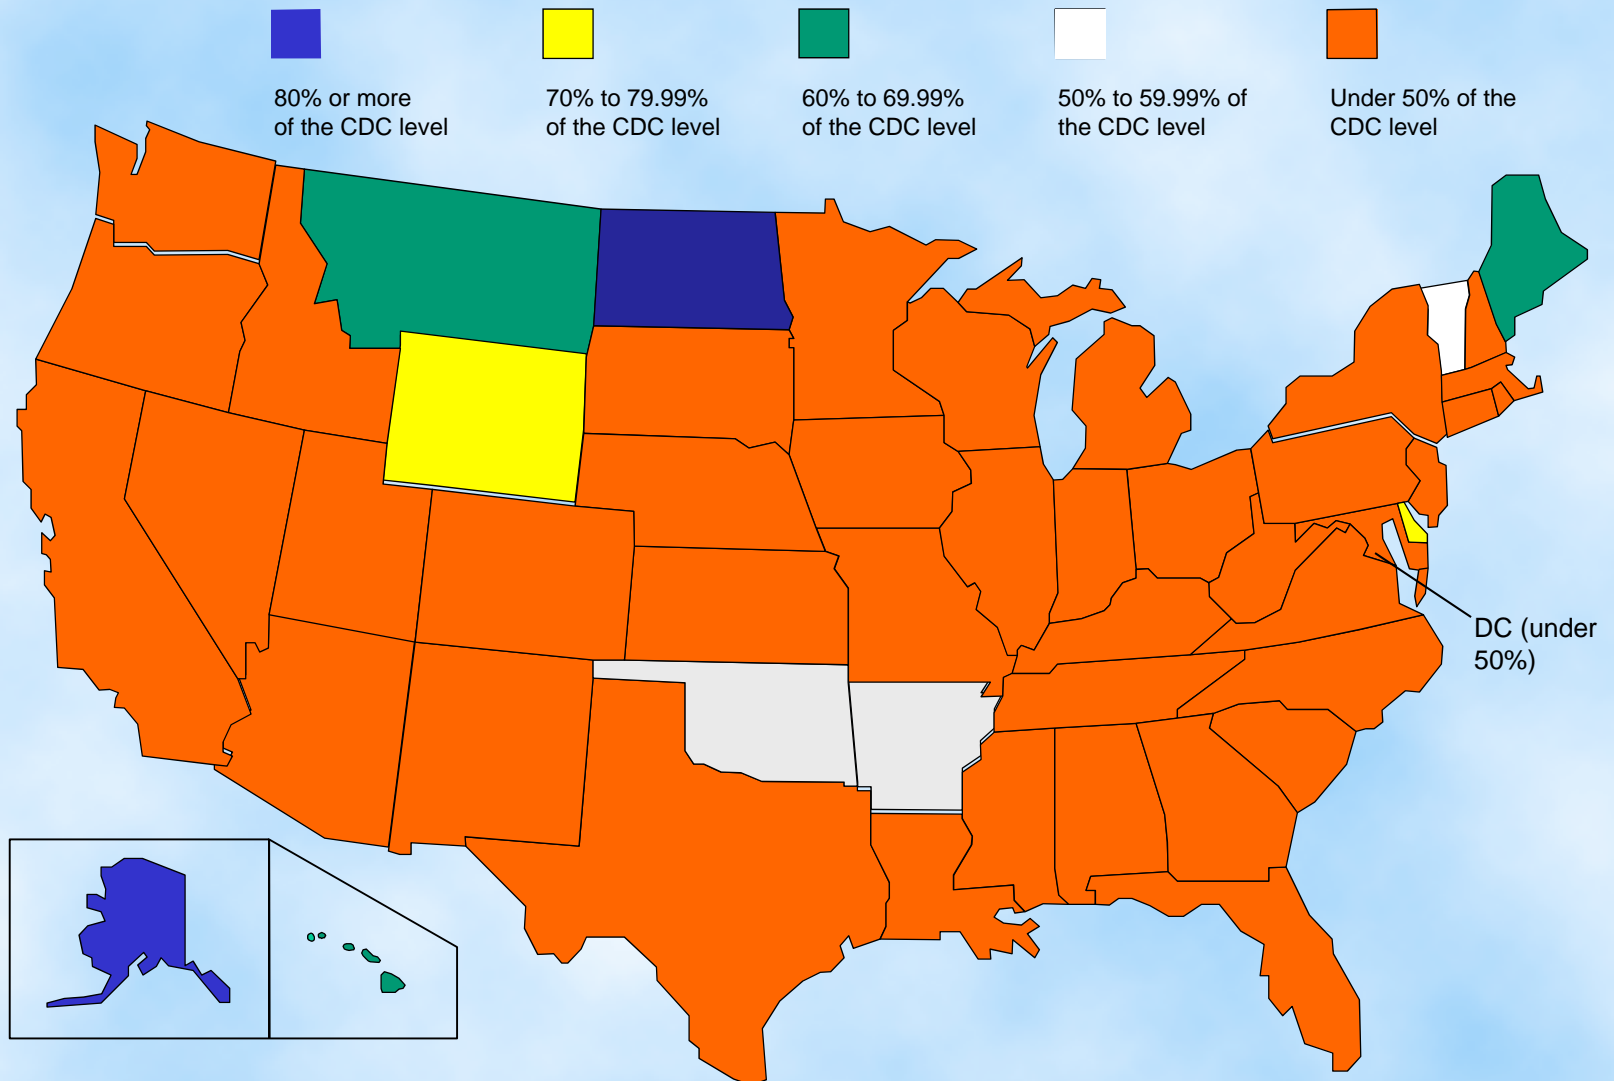 80% or more
of the CDC level
70% to 79.99%
of the CDC level
60% to 69.99%
of the CDC level
50% to 59.99% of
the CDC level
Under 50% of the
CDC level
DC (under
50%)